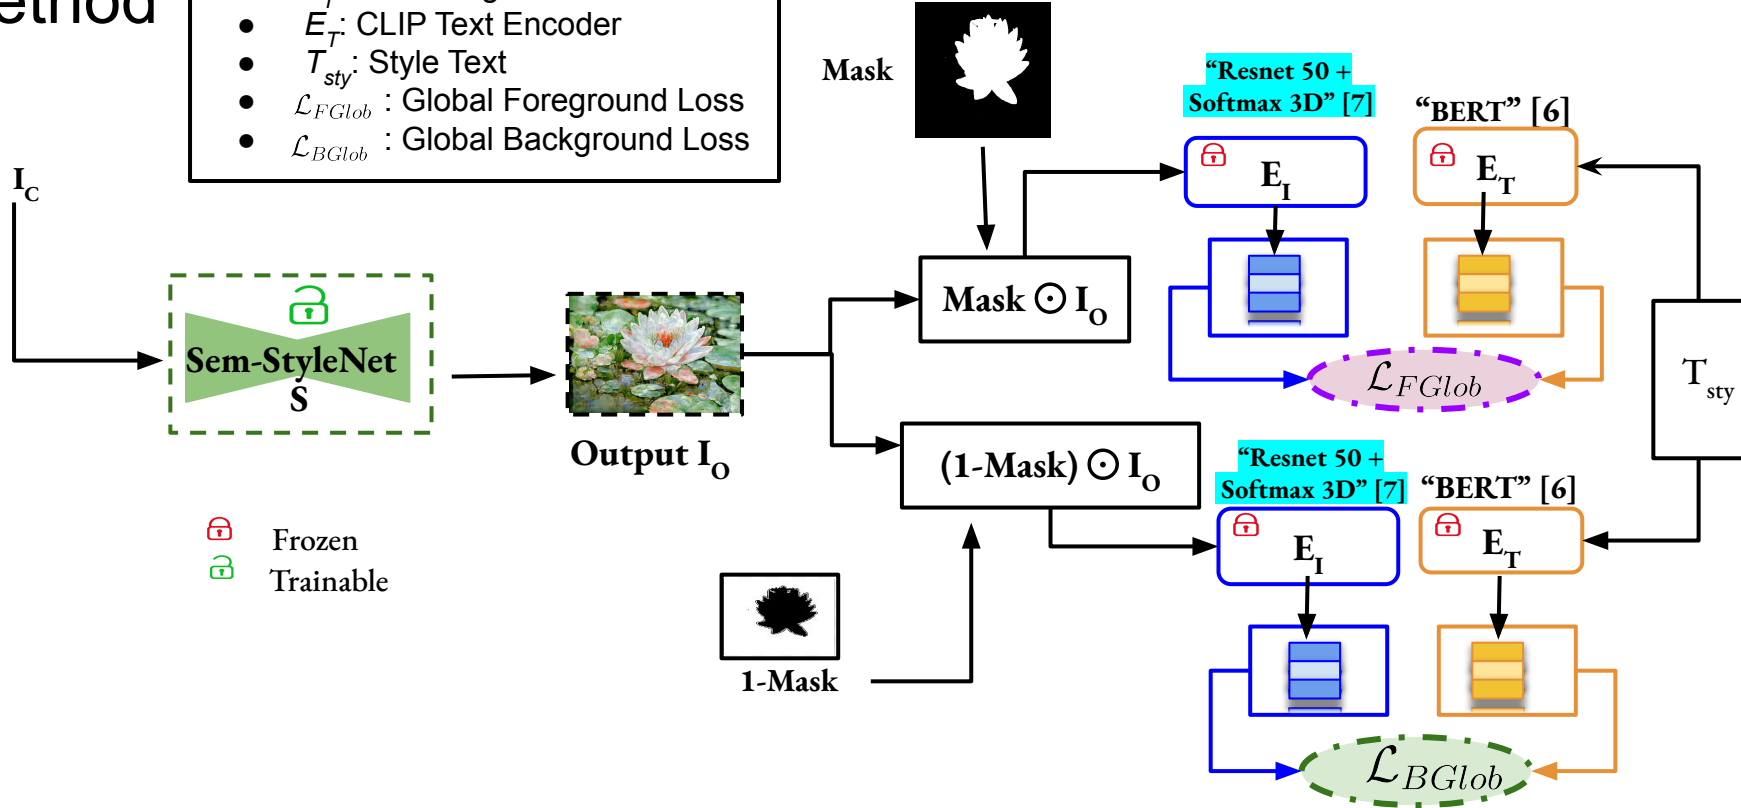 ● E_T: CLIP Text Encoder
● T_sty: Style Text
● ℒ_FGlob : Global Foreground Loss
● ℒ_BGlob : Global Background Loss
I_C
Sem-StyleNet
S
Output I_O
Frozen
Trainable
Mask
Mask ⊙ I_O
(1-Mask) ⊙ I_O
1-Mask
“Resnet 50 +
Softmax 3D” [7]
“BERT” [6]
E_I
E_T
ℒ_FGlob
T_sty
“Resnet 50 +
Softmax 3D” [7]
“BERT” [6]
E_I
E_T
ℒ_BGlob